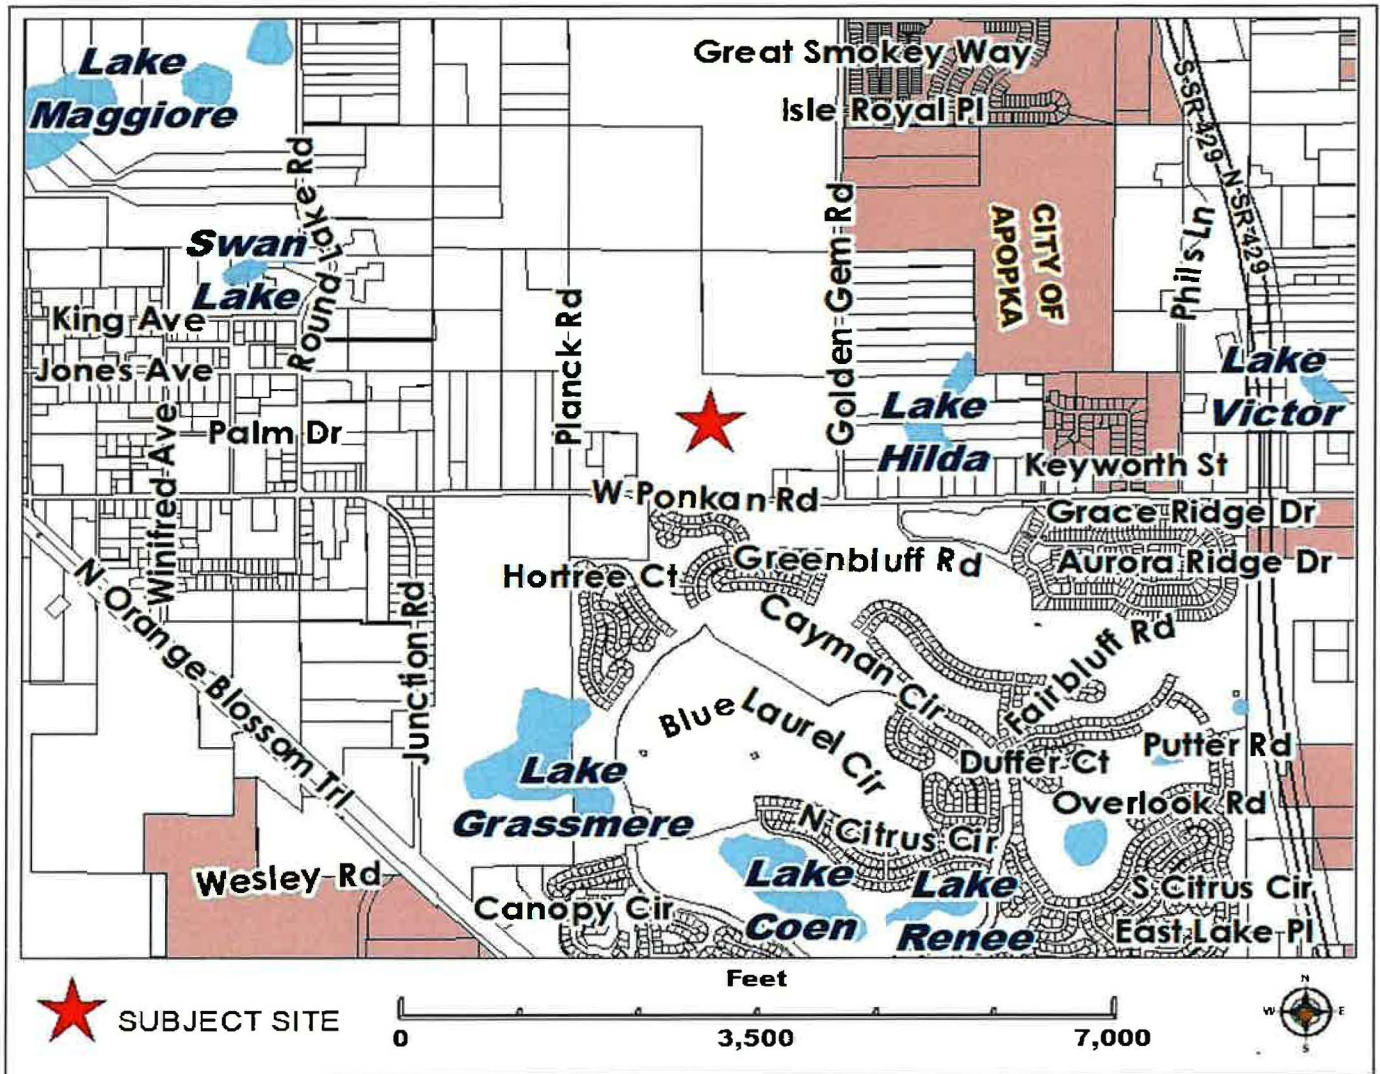 Great Smokey Way
Lake
Maggiore
Isle Royal Pl
S-SR-429
N-SR-429
Round-Lake-Rd
Golden-Gem-Rd
CITY OF
APOPKA
Phils Ln
Swan
Lake
King Ave
Jones Ave
Planck-Rd
Lake
Victor
Winifred-Ave
Palm Dr
Lake
Hilda
Keyworth St
W-Ponkan-Rd
Grace Ridge Dr
Greenbluff Rd
Aurora Ridge Dr
Hortree Ct
N-Orange-Blossom-Trl
Junction-Rd
Cayman Cir
Fairbluff Rd
Blue Laurel Cir
Putter Rd
Duffer-Ct
Lake
Grassmere
Overlook Rd
N-Citrus Cir
Wesley Rd
Lake
Coen
Lake
Renee
S-Citrus Cir
Canopy Cir
East Lake-Pl
Feet
SUBJECT SITE
0 3,500 7,000
N
W E
S